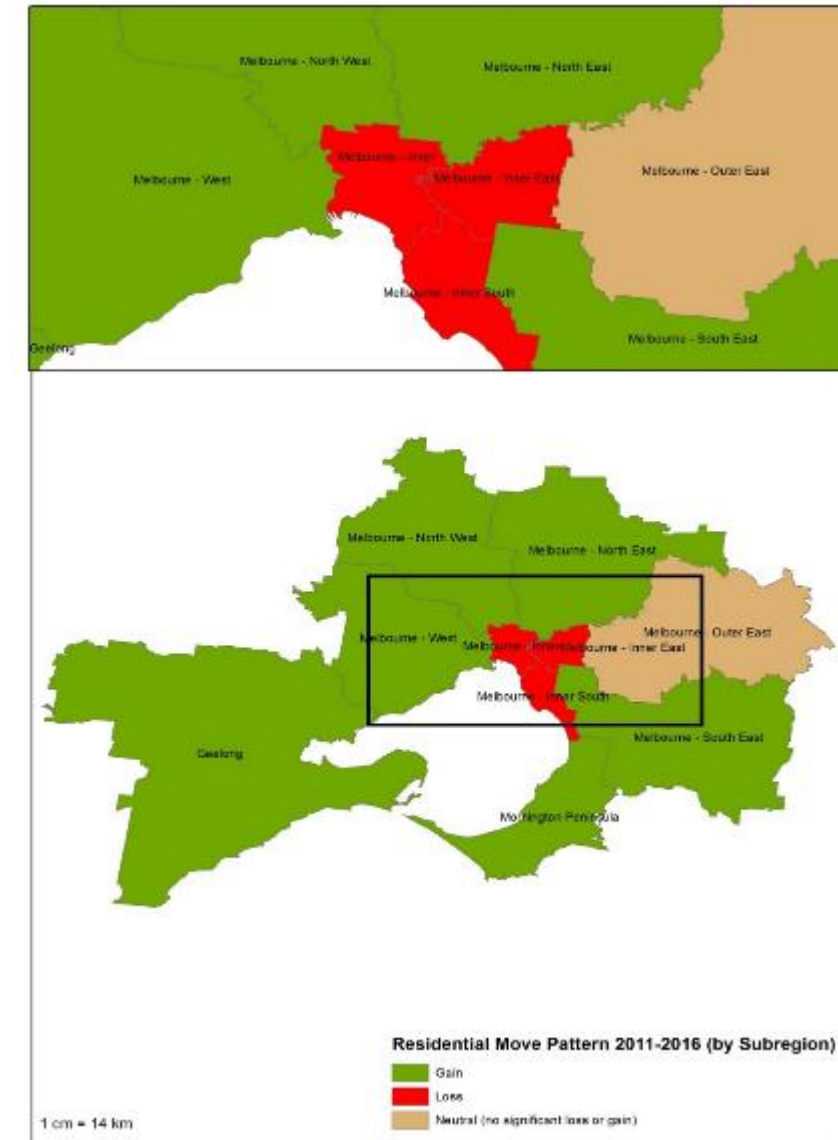 Melbourne - North West
Melbourne - North East
Melbourne - Inner
Melbourne - Inner East
Melbourne - Outer East
Melbourne - West
Melbourne - Inner South
Melbourne - South East
Geelong
Melbourne - North West
Melbourne - North East
Melbourne - West
Melbourne - Inner
Melbourne - Inner East
Melbourne - Outer East
Melbourne - Inner South
Melbourne - South East
Geelong
Mornington Peninsula
Residential Move Pattern 2011-2016 (by Subregion)
Gain
Loss
Neutral (no significant loss or gain)
1 cm = 14 km